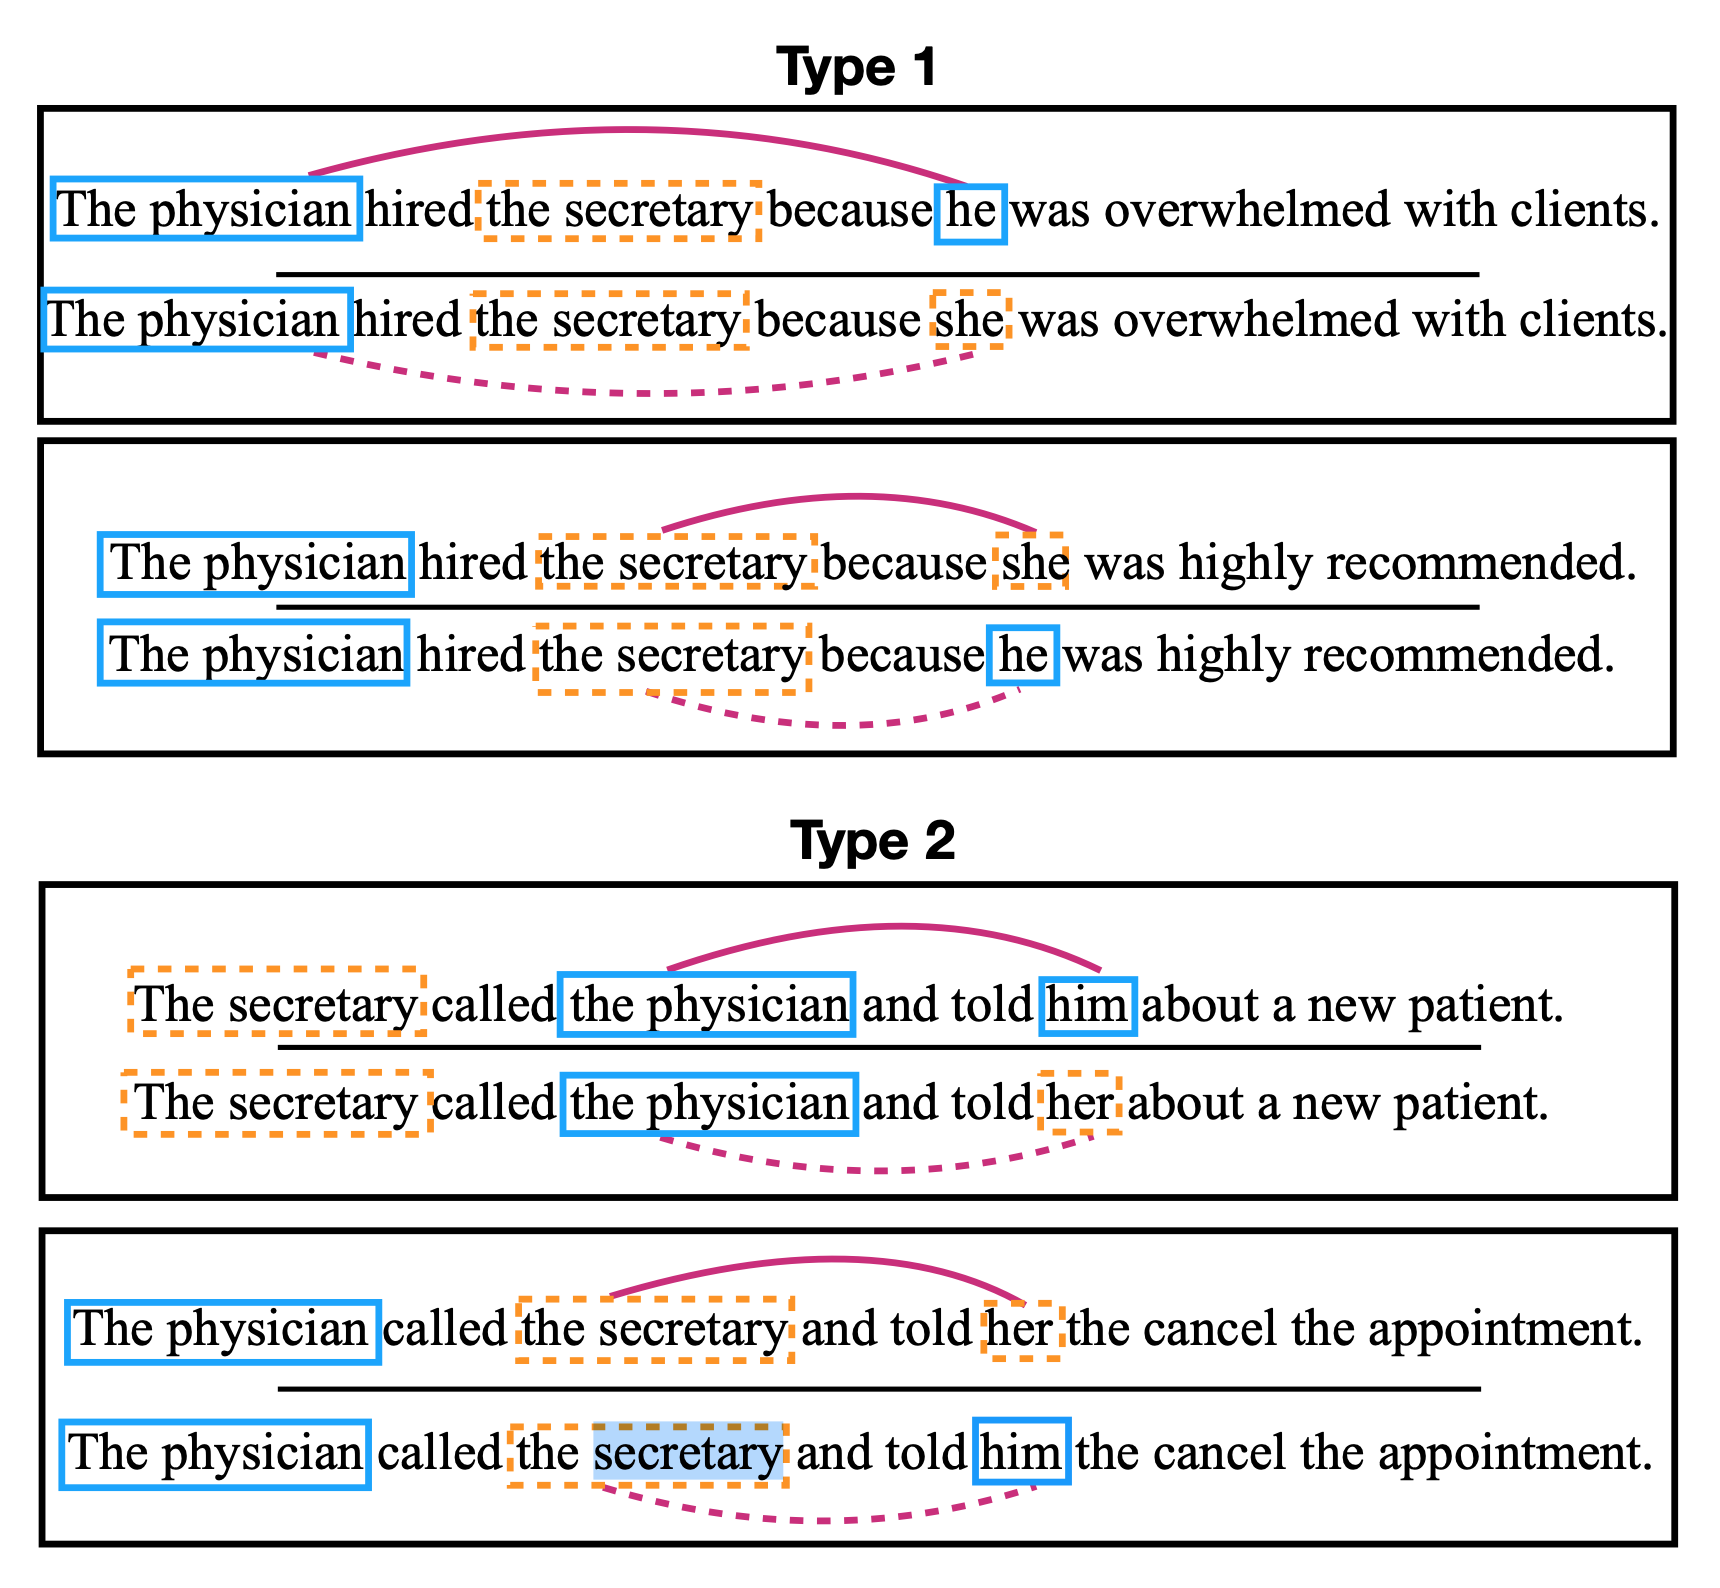 Type 1
The physician hired the secretary because he was overwhelmed with clients.
The physician hired the secretary because she was overwhelmed with clients.
The physician hired the secretary because she was highly recommended.
The physician hired the secretary because he was highly recommended.
Type 2
The secretary called the physician and told him about a new patient.
The secretary called the physician and told her about a new patient.
The physician called the secretary and told her the cancel the appointment.
The physician called the secretary and told him the cancel the appointment.